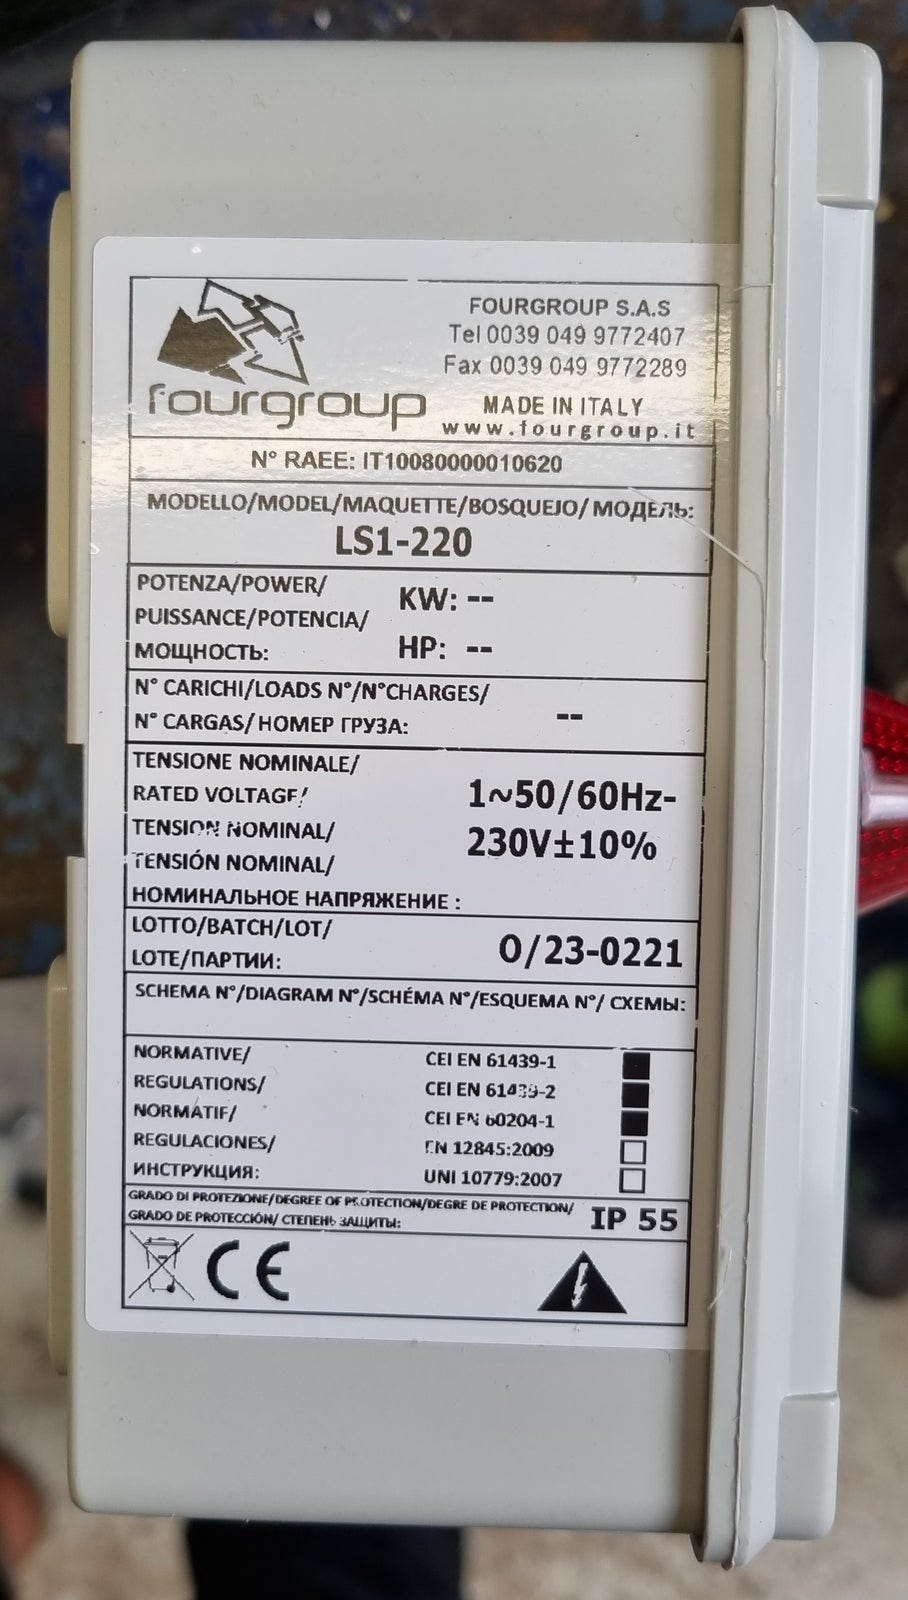 fourgroup
FOURGROUP S.A.S
Tel 0039 049 9772407
Fax 0039 049 9772289
MADE IN ITALY
www.fourgroup.it
N° RAEE: IT10080000010620
MODELLO/MODEL/MAQUETTE/BOSQUEJO/ МОДЕЛЬ:
LS1-220
POTENZA/POWER/
PUISSANCE/POTENCIA/
МОЩНОСТЬ:
KW: --
HP: --
N° CARICHI/LOADS N°/N°CHARGES/
N° CARGAS/ НОМЕР ГРУЗА:
--
TENSIONE NOMINALE/
RATED VOLTAGE/
TENSION NOMINAL/
TENSIÓN NOMINAL/
НОМИНАЛЬНОЕ НАПРЯЖЕНИЕ :
1~50/60Hz-
230V±10%
LOTTO/BATCH/LOT/
LOTE/ПАРТИИ:
O/23-0221
SCHEMA N°/DIAGRAM N°/SCHÉMA N°/ESQUEMA N°/ СХЕМЫ:
NORMATIVE/
REGULATIONS/
NORMATIF/
REGULACIONES/
ИНСТРУКЦИЯ:
CEI EN 61439-1
CEI EN 61439-2
CEI EN 60204-1
EN 12845:2009
UNI 10779:2007
GRADO DI PROTEZIONE/DEGREE OF PROTECTION/DEGRE DE PROTECTION/
GRADO DE PROTECCIÓN/ СТЕПЕНЬ ЗАЩИТЫ:
IP 55
CE